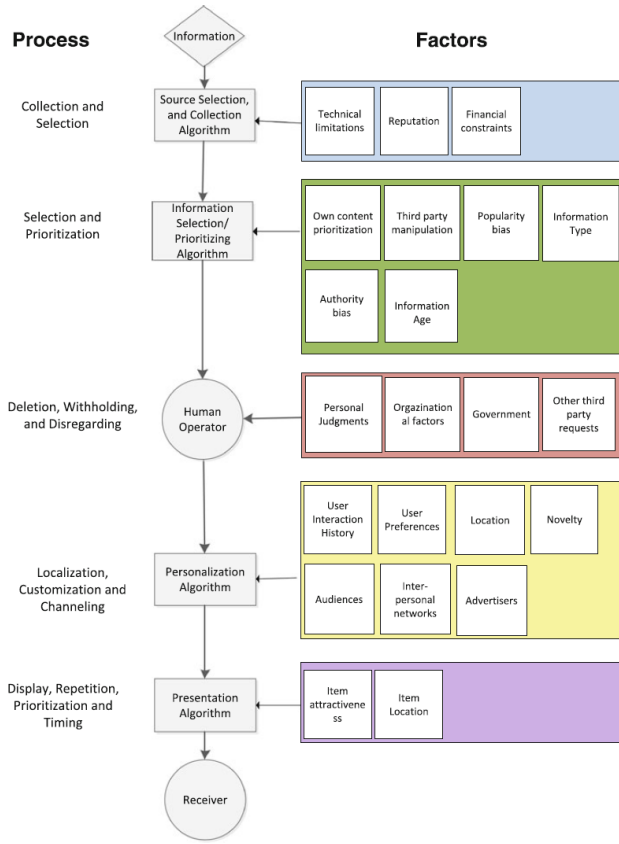 Process
Information
Factors
Collection and
Selection
Source Selection,
and Collection
Algorithm
Technical
limitations
Reputation
Financial
constraints
Selection and
Prioritization
Information
Selection/
Prioritizing
Algorithm
Own content
prioritization
Third party
manipulation
Popularity
bias
Information
Type
Authority
bias
Information
Age
Deletion, Withholding,
and Disregarding
Human
Operator
Personal
Judgments
Orgazination
al factors
Government
Other third
party
requests
Localization,
Customization and
Channeling
Personalization
Algorithm
User
Interaction
History
User
Preferences
Location
Novelty
Audiences
Inter-
personal
networks
Advertisers
Display, Repetition,
Prioritization and
Timing
Presentation
Algorithm
Item
attractivene
ss
Item
Location
Receiver